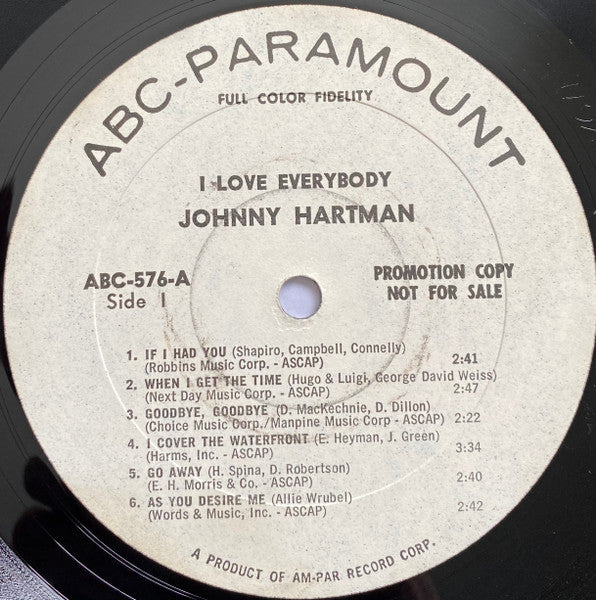 ABC-PARAMOUNT
FULL COLOR FIDELITY
I LOVE EVERYBODY
JOHNNY HARTMAN
ABC-576-A
Side 1
PROMOTION COPY
NOT FOR SALE
1. IF I HAD YOU (Shapiro, Campbell, Connelly)
(Robbins Music Corp. - ASCAP) 2:41
2. WHEN I GET THE TIME (Hugo & Luigi, George David Weiss)
(Next Day Music Corp. - ASCAP) 2:47
3. GOODBYE, GOODBYE (D. MacKechnie, D. Dillon)
(Choice Music Corp./Manpine Music Corp - ASCAP) 2:22
4. I COVER THE WATERFRONT (E. Heyman, J. Green)
(Harms, Inc. - ASCAP) 3:34
5. GO AWAY (H. Spina, D. Robertson)
(E. H. Morris & Co. - ASCAP) 2:40
6. AS YOU DESIRE ME (Allie Wrubel)
(Words & Music, Inc. - ASCAP) 2:42
A PRODUCT OF AM-PAR RECORD CORP.